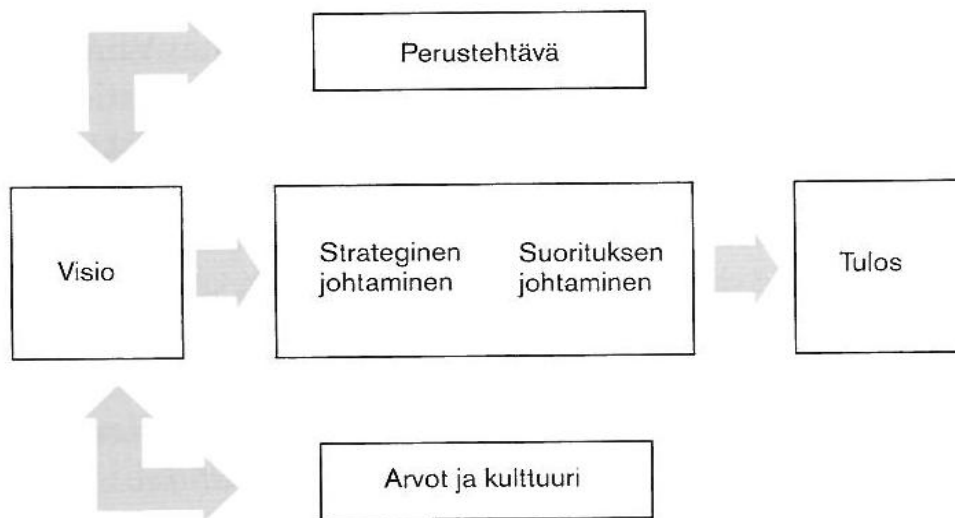 Perustehtävä
Visio
Strateginen
johtaminen
Suorituksen
johtaminen
Tulos
Arvot ja kulttuuri